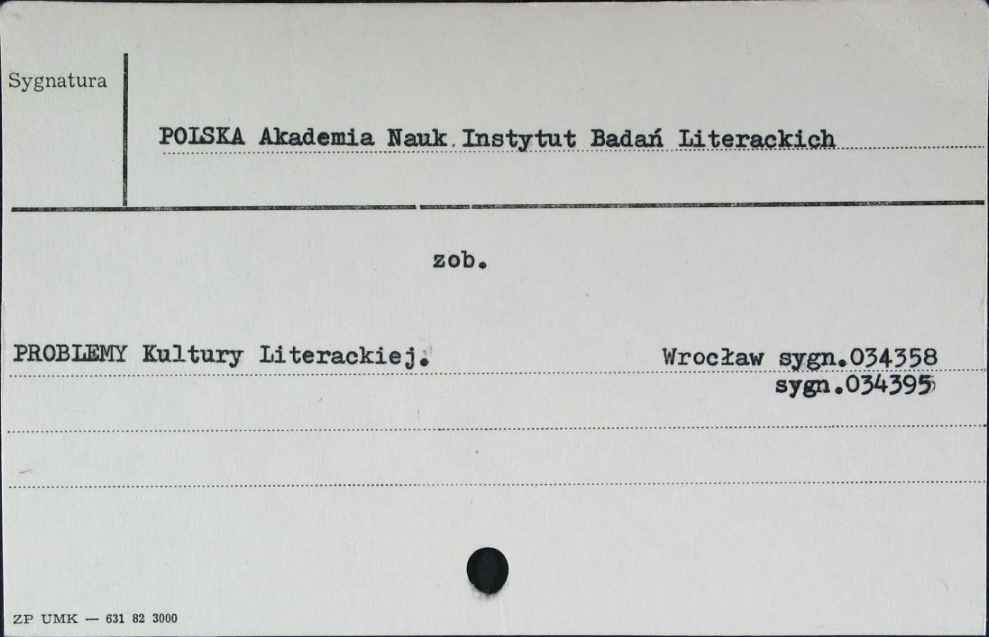 Sygnatura
POLSKA Akademia Nauk. Instytut Badań Literackich
zob.
PROBLEMY Kultury Literackiej. Wrocław sygn.034358
sygn.034395
ZP UMK — 631 82 3000